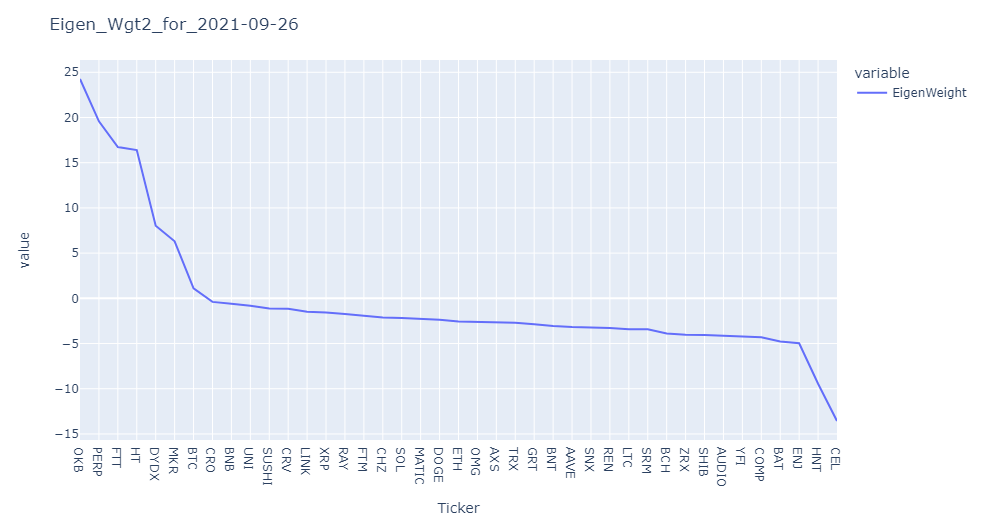 Eigen_Wgt2_for_2021-09-26
variable
EigenWeight
value
25
20
15
10
5
0
−5
−10
−15
OKB
PERP
FTT
HT
DYDX
MKR
BTC
CRO
BNB
UNI
SUSHI
CRV
LINK
XRP
RAY
FTM
CHZ
SOL
MATIC
DOGE
ETH
OMG
AXS
TRX
GRT
BNT
AAVE
SNX
REN
LTC
SRM
BCH
ZRX
SHIB
AUDIO
YFI
COMP
BAT
ENJ
HNT
CEL
Ticker